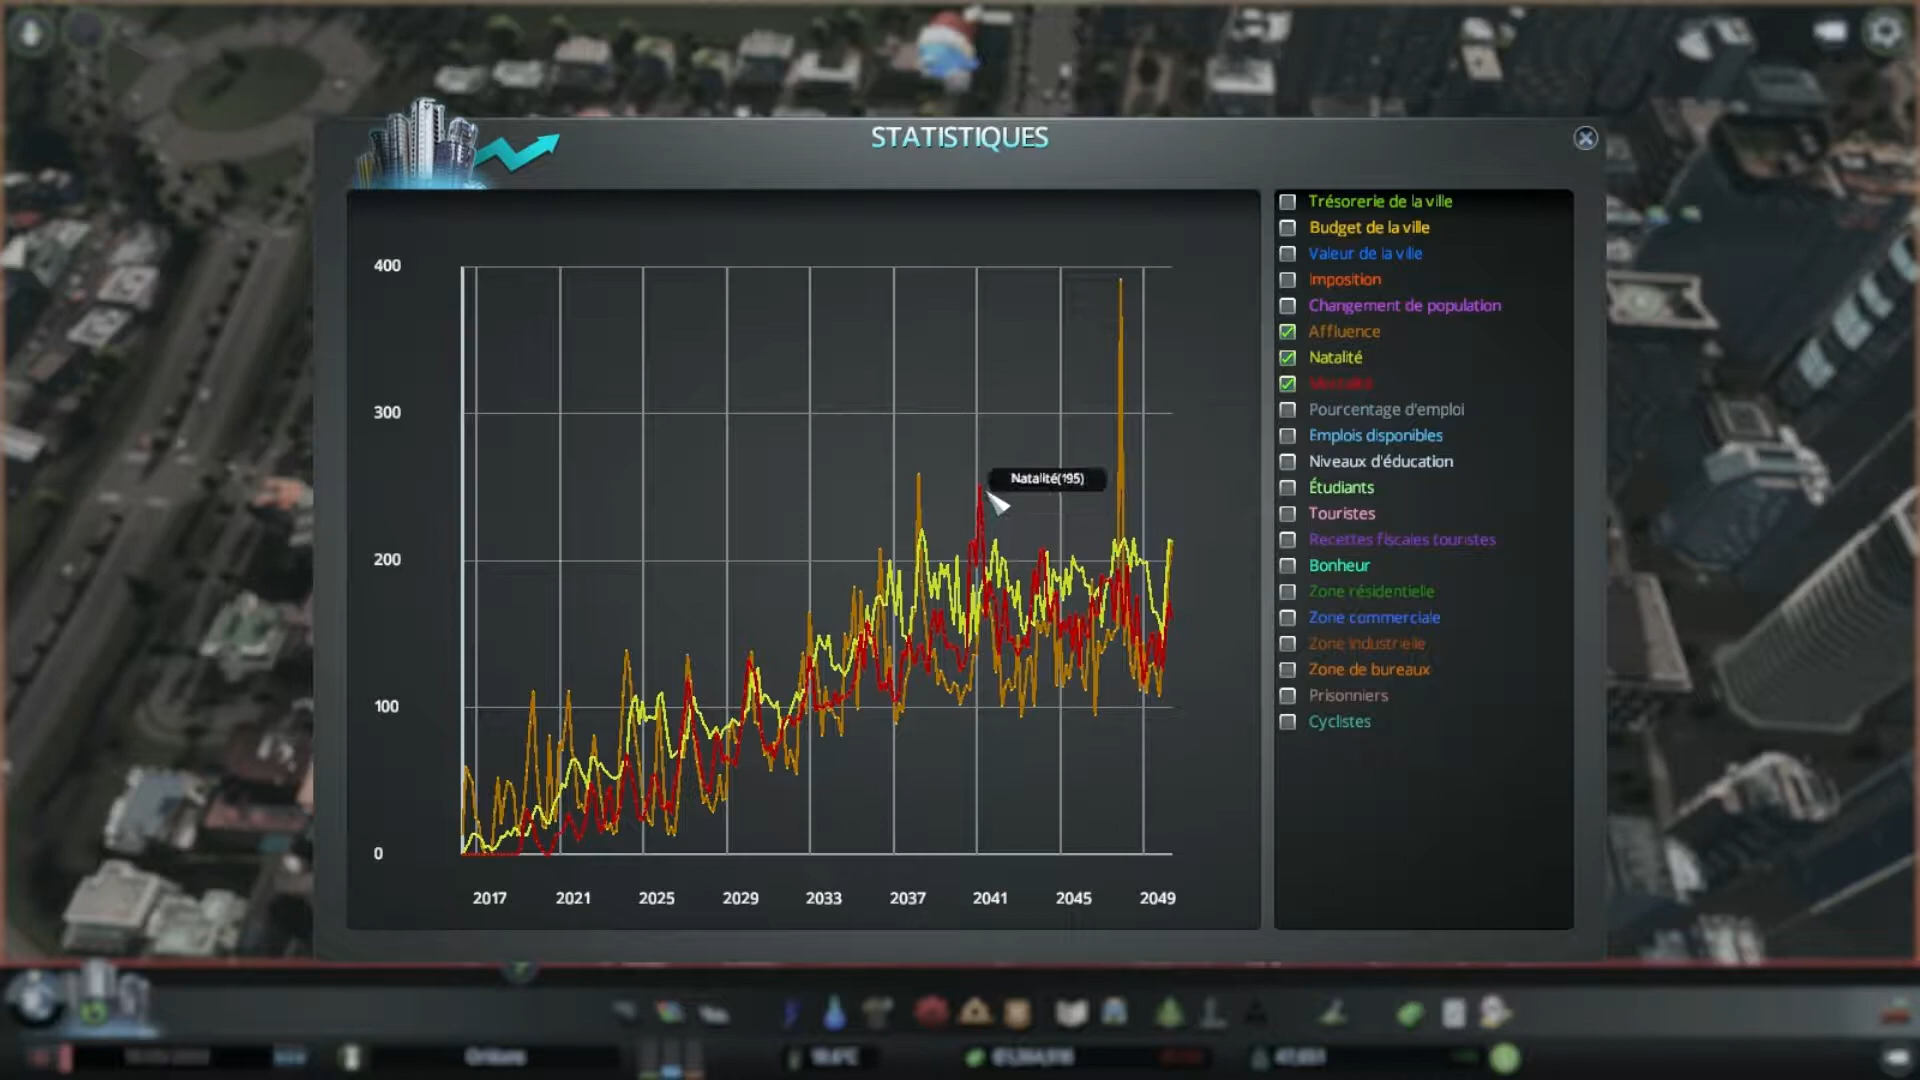 STATISTIQUES
400
300
200
100
0
2017
2021
2025
2029
2033
2037
2041
2045
2049
Natalité(195)
Trésorerie de la ville
Budget de la ville
Valeur de la ville
Imposition
Changement de population
Affluence
Natalité
Mortalité
Pourcentage d'emploi
Emplois disponibles
Niveaux d'éducation
Étudiants
Touristes
Recettes fiscales touristes
Bonheur
Zone résidentielle
Zone commerciale
Zone industrielle
Zone de bureaux
Prisonniers
Cyclistes